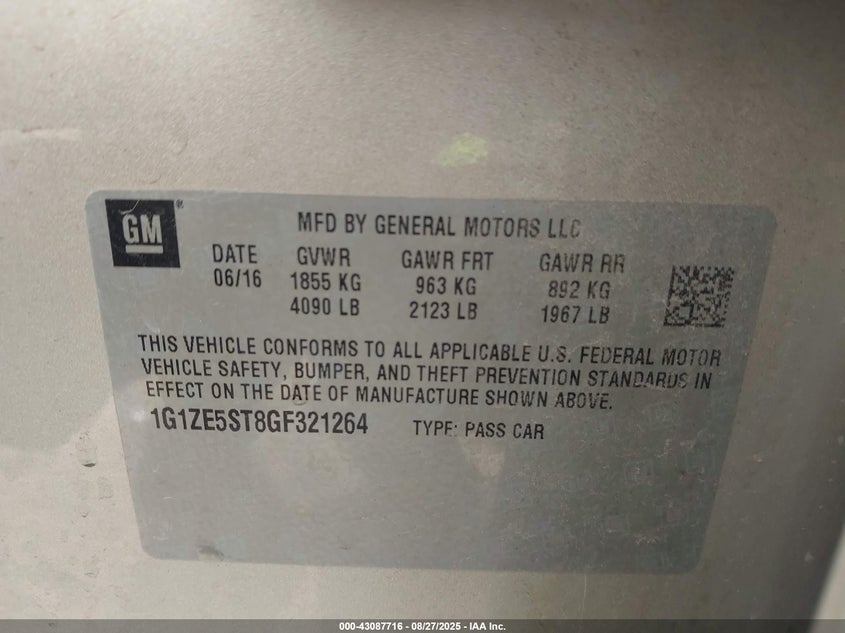 GM®
MFD BY GENERAL MOTORS LLC
DATE GVWR GAWR FRT GAWR RR
06/16 1855 KG 963 KG 892 KG
4090 LB 2123 LB 1967 LB
THIS VEHICLE CONFORMS TO ALL APPLICABLE U.S. FEDERAL MOTOR
VEHICLE SAFETY, BUMPER, AND THEFT PREVENTION STANDARDS IN
EFFECT ON THE DATE OF MANUFACTURE SHOWN ABOVE.
1G1ZE5ST8GF321264 TYPE: PASS CAR
000-43087716 - 08/27/2025 - IAA Inc.